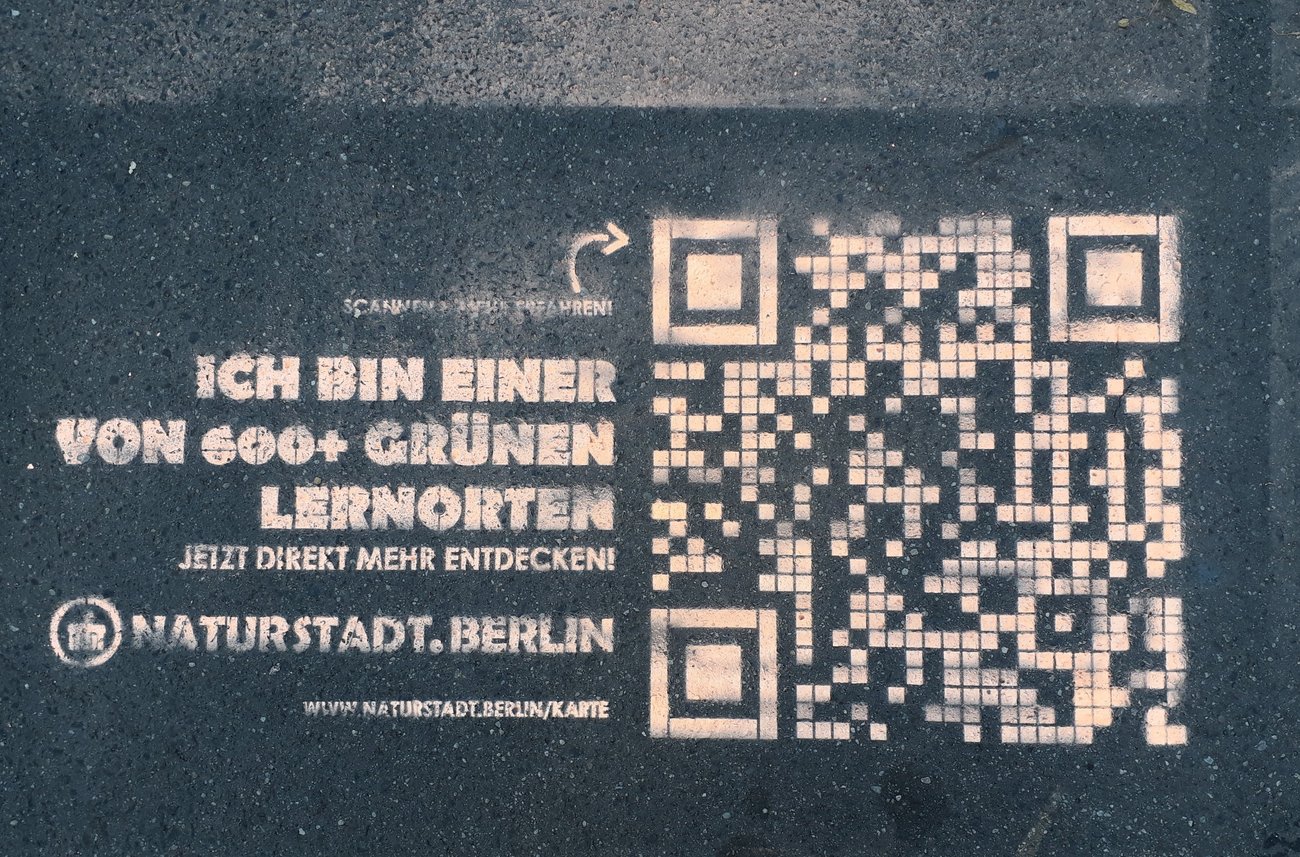 SCANNEN & MEHR ERFAHREN!
ICH BIN EINER
VON 600+ GRÜNEN
LERNORTEN
JETZT DIREKT MEHR ENTDECKEN!
NATURSTADT.BERLIN
WWW.NATURSTADT.BERLIN/KARTE